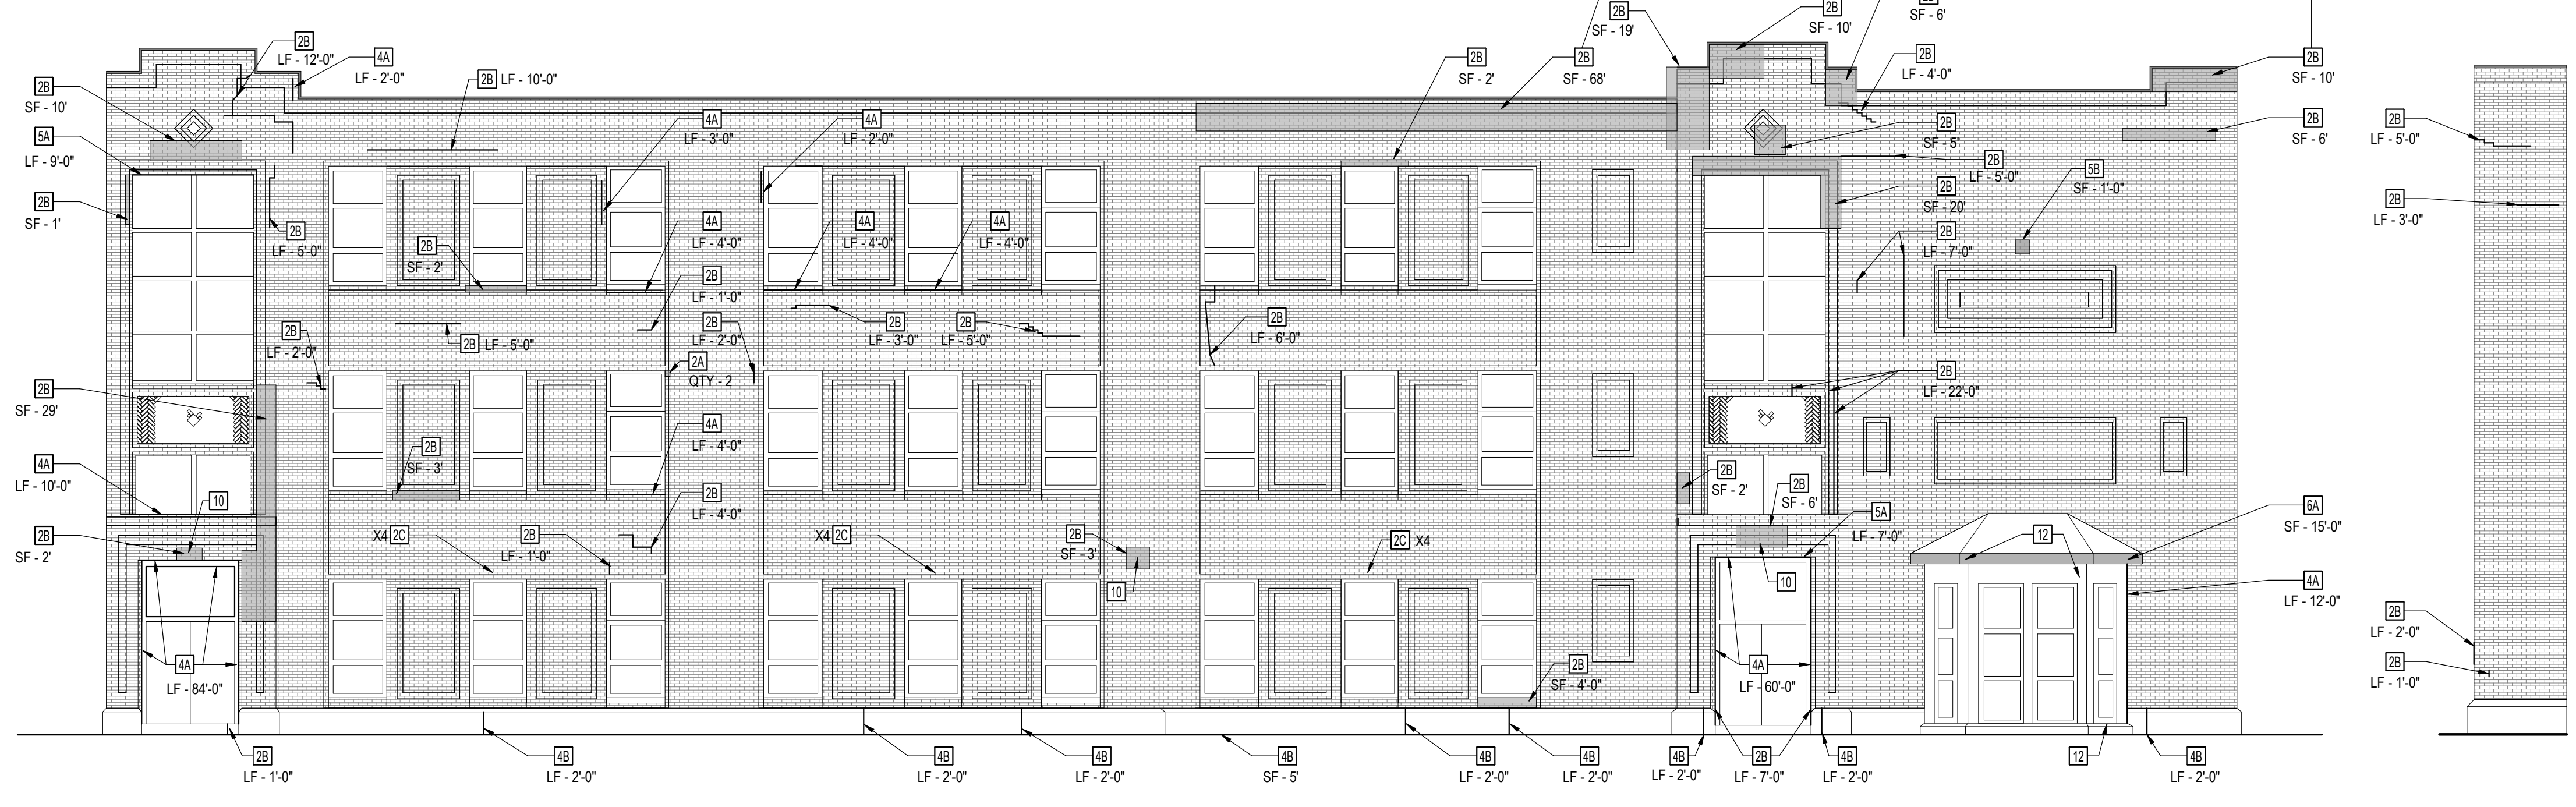 2B
SF - 19'
2B
SF - 10'
2B
SF - 6'
2B
LF - 12'-0"
4A
LF - 2'-0"
2B LF - 10'-0"
2B
SF - 2'
2B
SF - 68'
2B
LF - 4'-0"
2B
SF - 10'
2B
SF - 10'
5A
LF - 9'-0"
4A
LF - 3'-0"
4A
LF - 2'-0"
2B
SF - 5'
2B
SF - 6'
2B
LF - 5'-0"
2B
LF - 5'-0"
5B
SF - 1'-0"
2B
SF - 1'
2B
LF - 5'-0"
2B
SF - 20'
2B
LF - 3'-0"
2B
SF - 2'
4A
LF - 4'-0"
4A
LF - 4'-0"
4A
LF - 4'-0"
2B
LF - 7'-0"
2B
LF - 1'-0"
2B
LF - 2'-0"
2B LF - 5'-0"
2B
LF - 2'-0"
2B
LF - 3'-0"
2B
LF - 5'-0"
2B
LF - 6'-0"
2A
QTY - 2
2B
LF - 22'-0"
2B
SF - 29'
2B
SF - 3'
4A
LF - 4'-0"
4A
LF - 10'-0"
10
2B
LF - 4'-0"
2B
SF - 2'
2B
SF - 6'
5A
LF - 7'-0"
6A
SF - 15'-0"
2B
SF - 2'
X4 2C
2B
LF - 1'-0"
X4 2C
2B
SF - 3'
10
2C X4
10
12
4A
LF - 12'-0"
2B
LF - 2'-0"
4A
LF - 84'-0"
2B
SF - 4'-0"
4A
LF - 60'-0"
2B
LF - 1'-0"
2B
LF - 1'-0"
4B
LF - 2'-0"
4B
LF - 2'-0"
4B
LF - 2'-0"
4B
SF - 5'
4B
LF - 2'-0"
4B
LF - 2'-0"
4B
LF - 2'-0"
2B
LF - 7'-0"
4B
LF - 2'-0"
12
4B
LF - 2'-0"